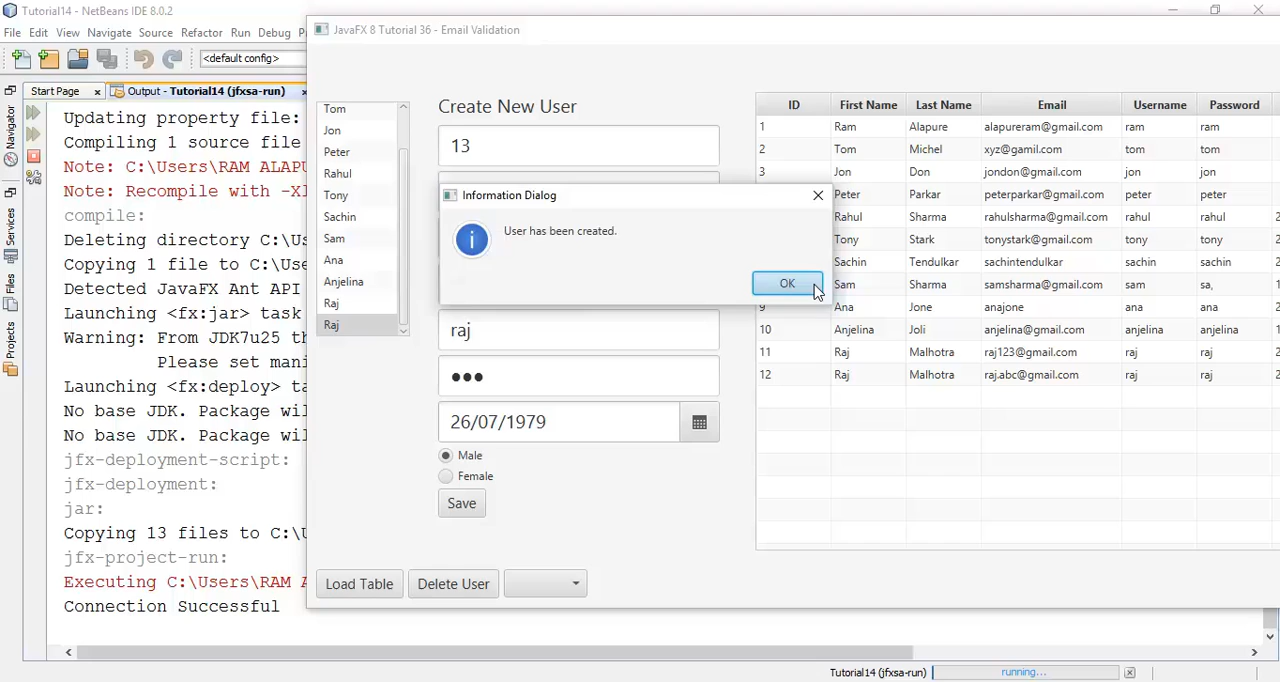 Tutorial14 - NetBeans IDE 8.0.2
File Edit View Navigate Source Refactor Run Debug
<default config>
Start Page
Output - Tutorial14 (jfxsa-run)
Navigator
Services
Files
Projects
Updating property file:
Compiling 1 source file
Note: C:\Users\RAM ALAPU
Note: Recompile with -Xl
compile:
Deleting directory C:\Us
Copying 1 file to C:\Use
Detected JavaFX Ant API
Launching <fx:jar> task
Warning: From JDK7u25 th
Please set mani
Launching <fx:deploy> ta
No base JDK. Package wil
No base JDK. Package wil
jfx-deployment-script:
jfx-deployment:
jar:
Copying 13 files to C:\U
jfx-project-run:
Executing C:\Users\RAM A
Connection Successful
JavaFX 8 Tutorial 36 - Email Validation
Tom
Jon
Peter
Rahul
Tony
Sachin
Sam
Ana
Anjelina
Raj
Raj
Create New User
13
Information Dialog
User has been created.
OK
raj
26/07/1979
Male
Female
Save
Load Table
Delete User
ID First Name Last Name Email Username Password
1 Ram Alapure alapureram@gmail.com ram ram
2 Tom Michel xyz@gamil.com tom tom
3 Jon Don jondon@gmail.com jon jon
Peter Parkar peterparkar@gmail.com peter peter
Rahul Sharma rahulsharma@gmail.com rahul rahul
Tony Stark tonystark@gmail.com tony tony
Sachin Tendulkar sachintendulkar sachin sachin
Sam Sharma samsharma@gmail.com sam sa,
9 Ana Jone anajone ana ana
10 Anjelina Joli anjelina@gmail.com anjelina anjelina
11 Raj Malhotra raj123@gmail.com raj raj
12 Raj Malhotra raj.abc@gmail.com raj raj
Tutorial14 (jfxsa-run)
running...